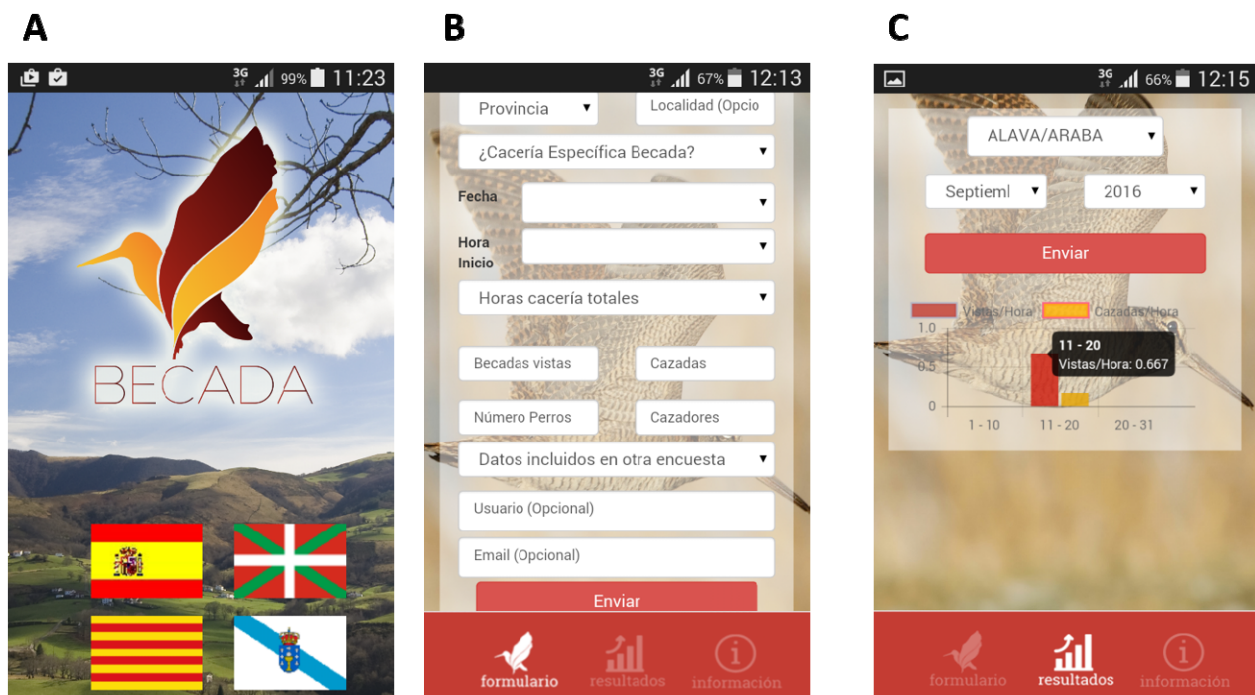 A
3G 99% 11:23
BECADA
B
3G 67% 12:13
Provincia Localidad (Opcio
¿Cacería Específica Becada?
Fecha
Hora
Inicio
Horas cacería totales
Becadas vistas Cazadas
Número Perros Cazadores
Datos incluidos en otra encuesta
Usuario (Opcional)
Email (Opcional)
Enviar
formulario resultados información
C
3G 66% 12:15
ALAVA/ARABA
Septieml 2016
Enviar
Vistas/Hora Cazadas/Hora
1.0
11 - 20
Vistas/Hora: 0.667
0.5
0
1 - 10 11 - 20 20 - 31
formulario resultados información